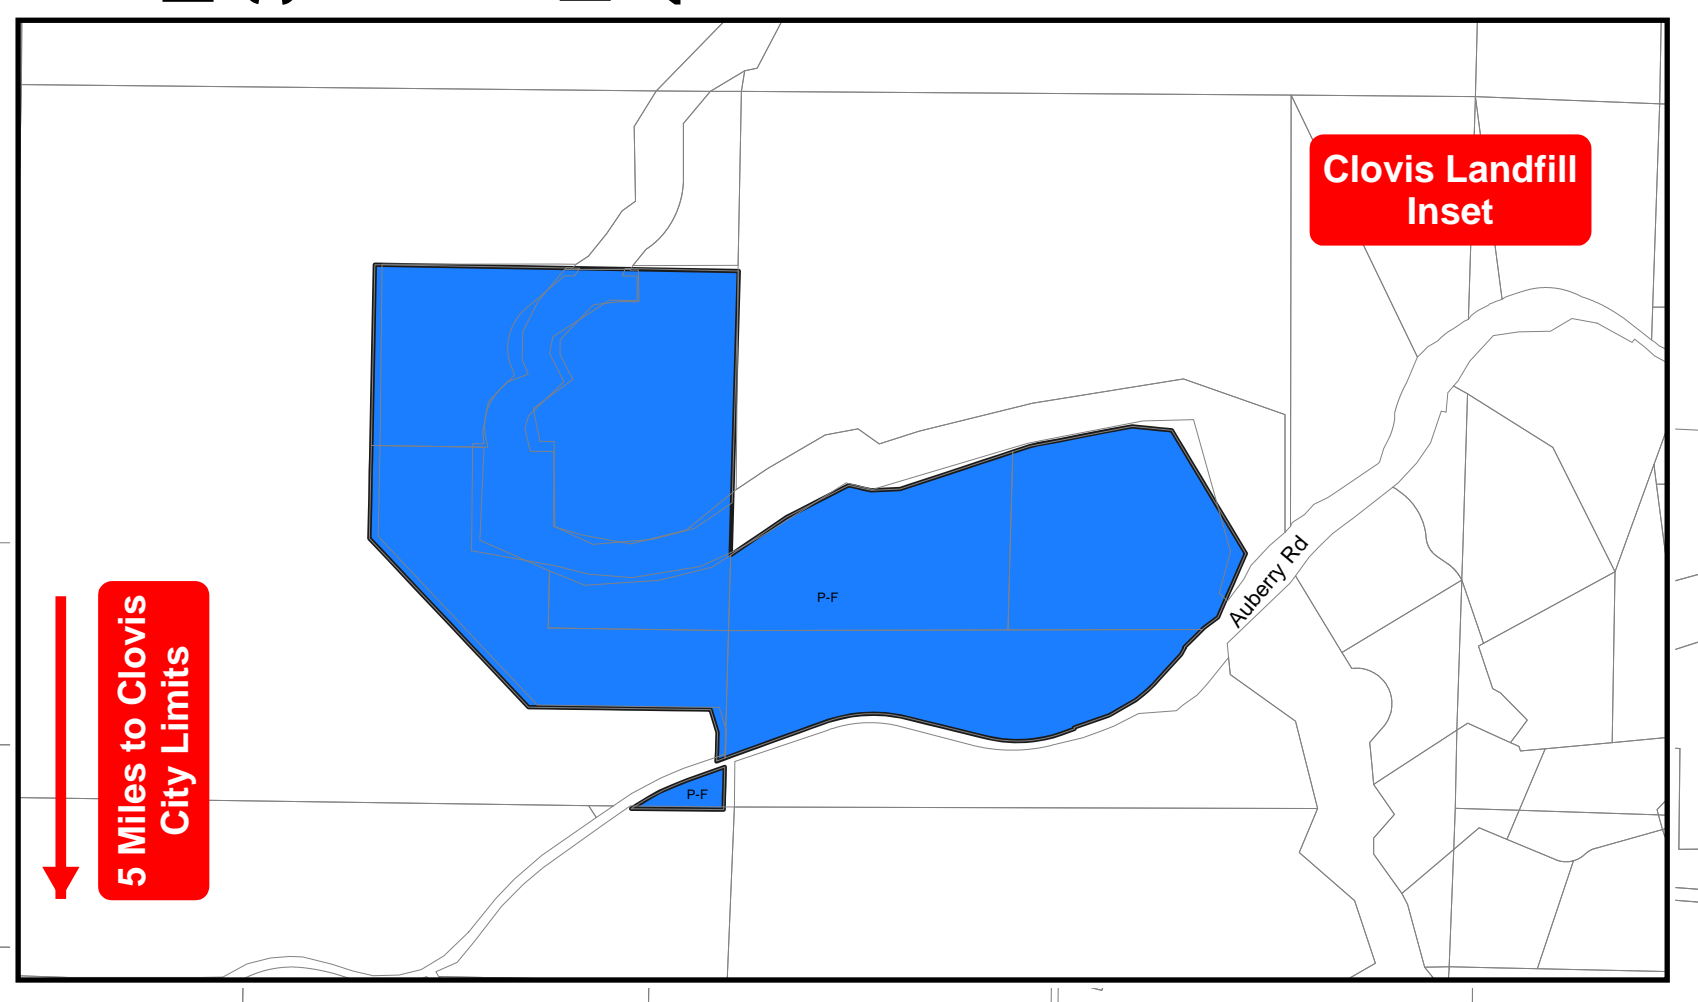 Clovis Landfill
Inset
Auberry Rd
P-F
P-F
5 Miles to Clovis
City Limits